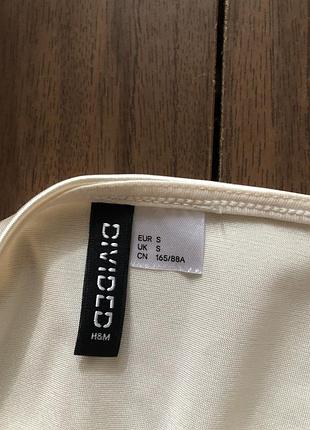 DIVIDED
H&M
EUR S
UK S
CN 165/88A